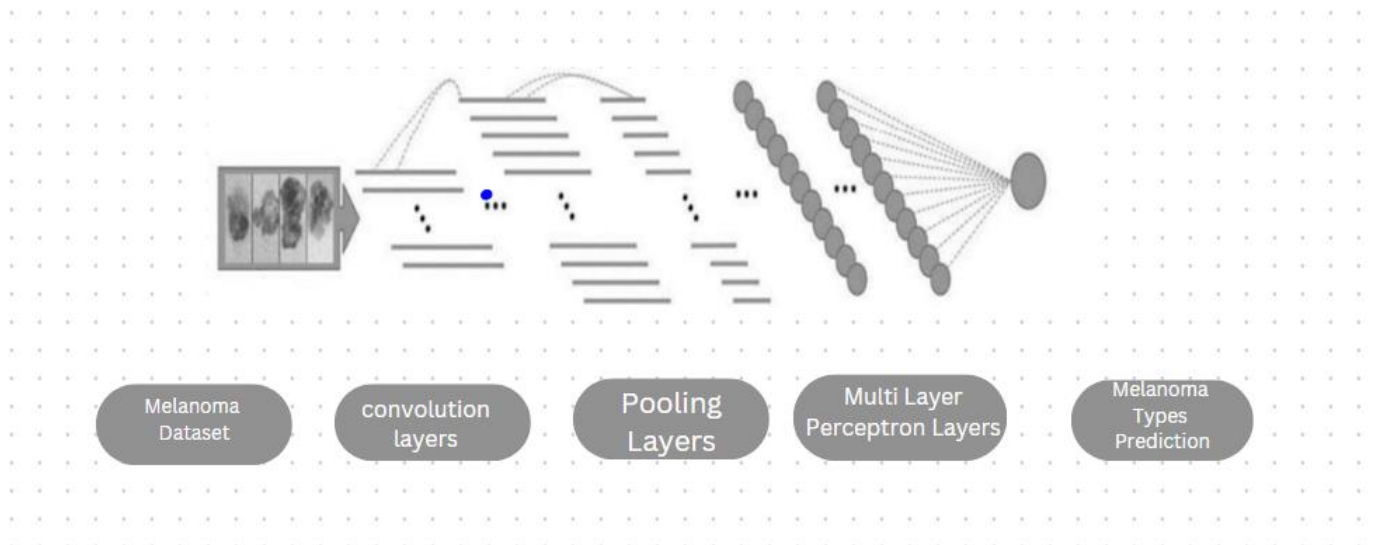 Melanoma
Dataset
convolution
layers
Pooling
Layers
Multi Layer
Perceptron Layers
Melanoma
Types
Prediction